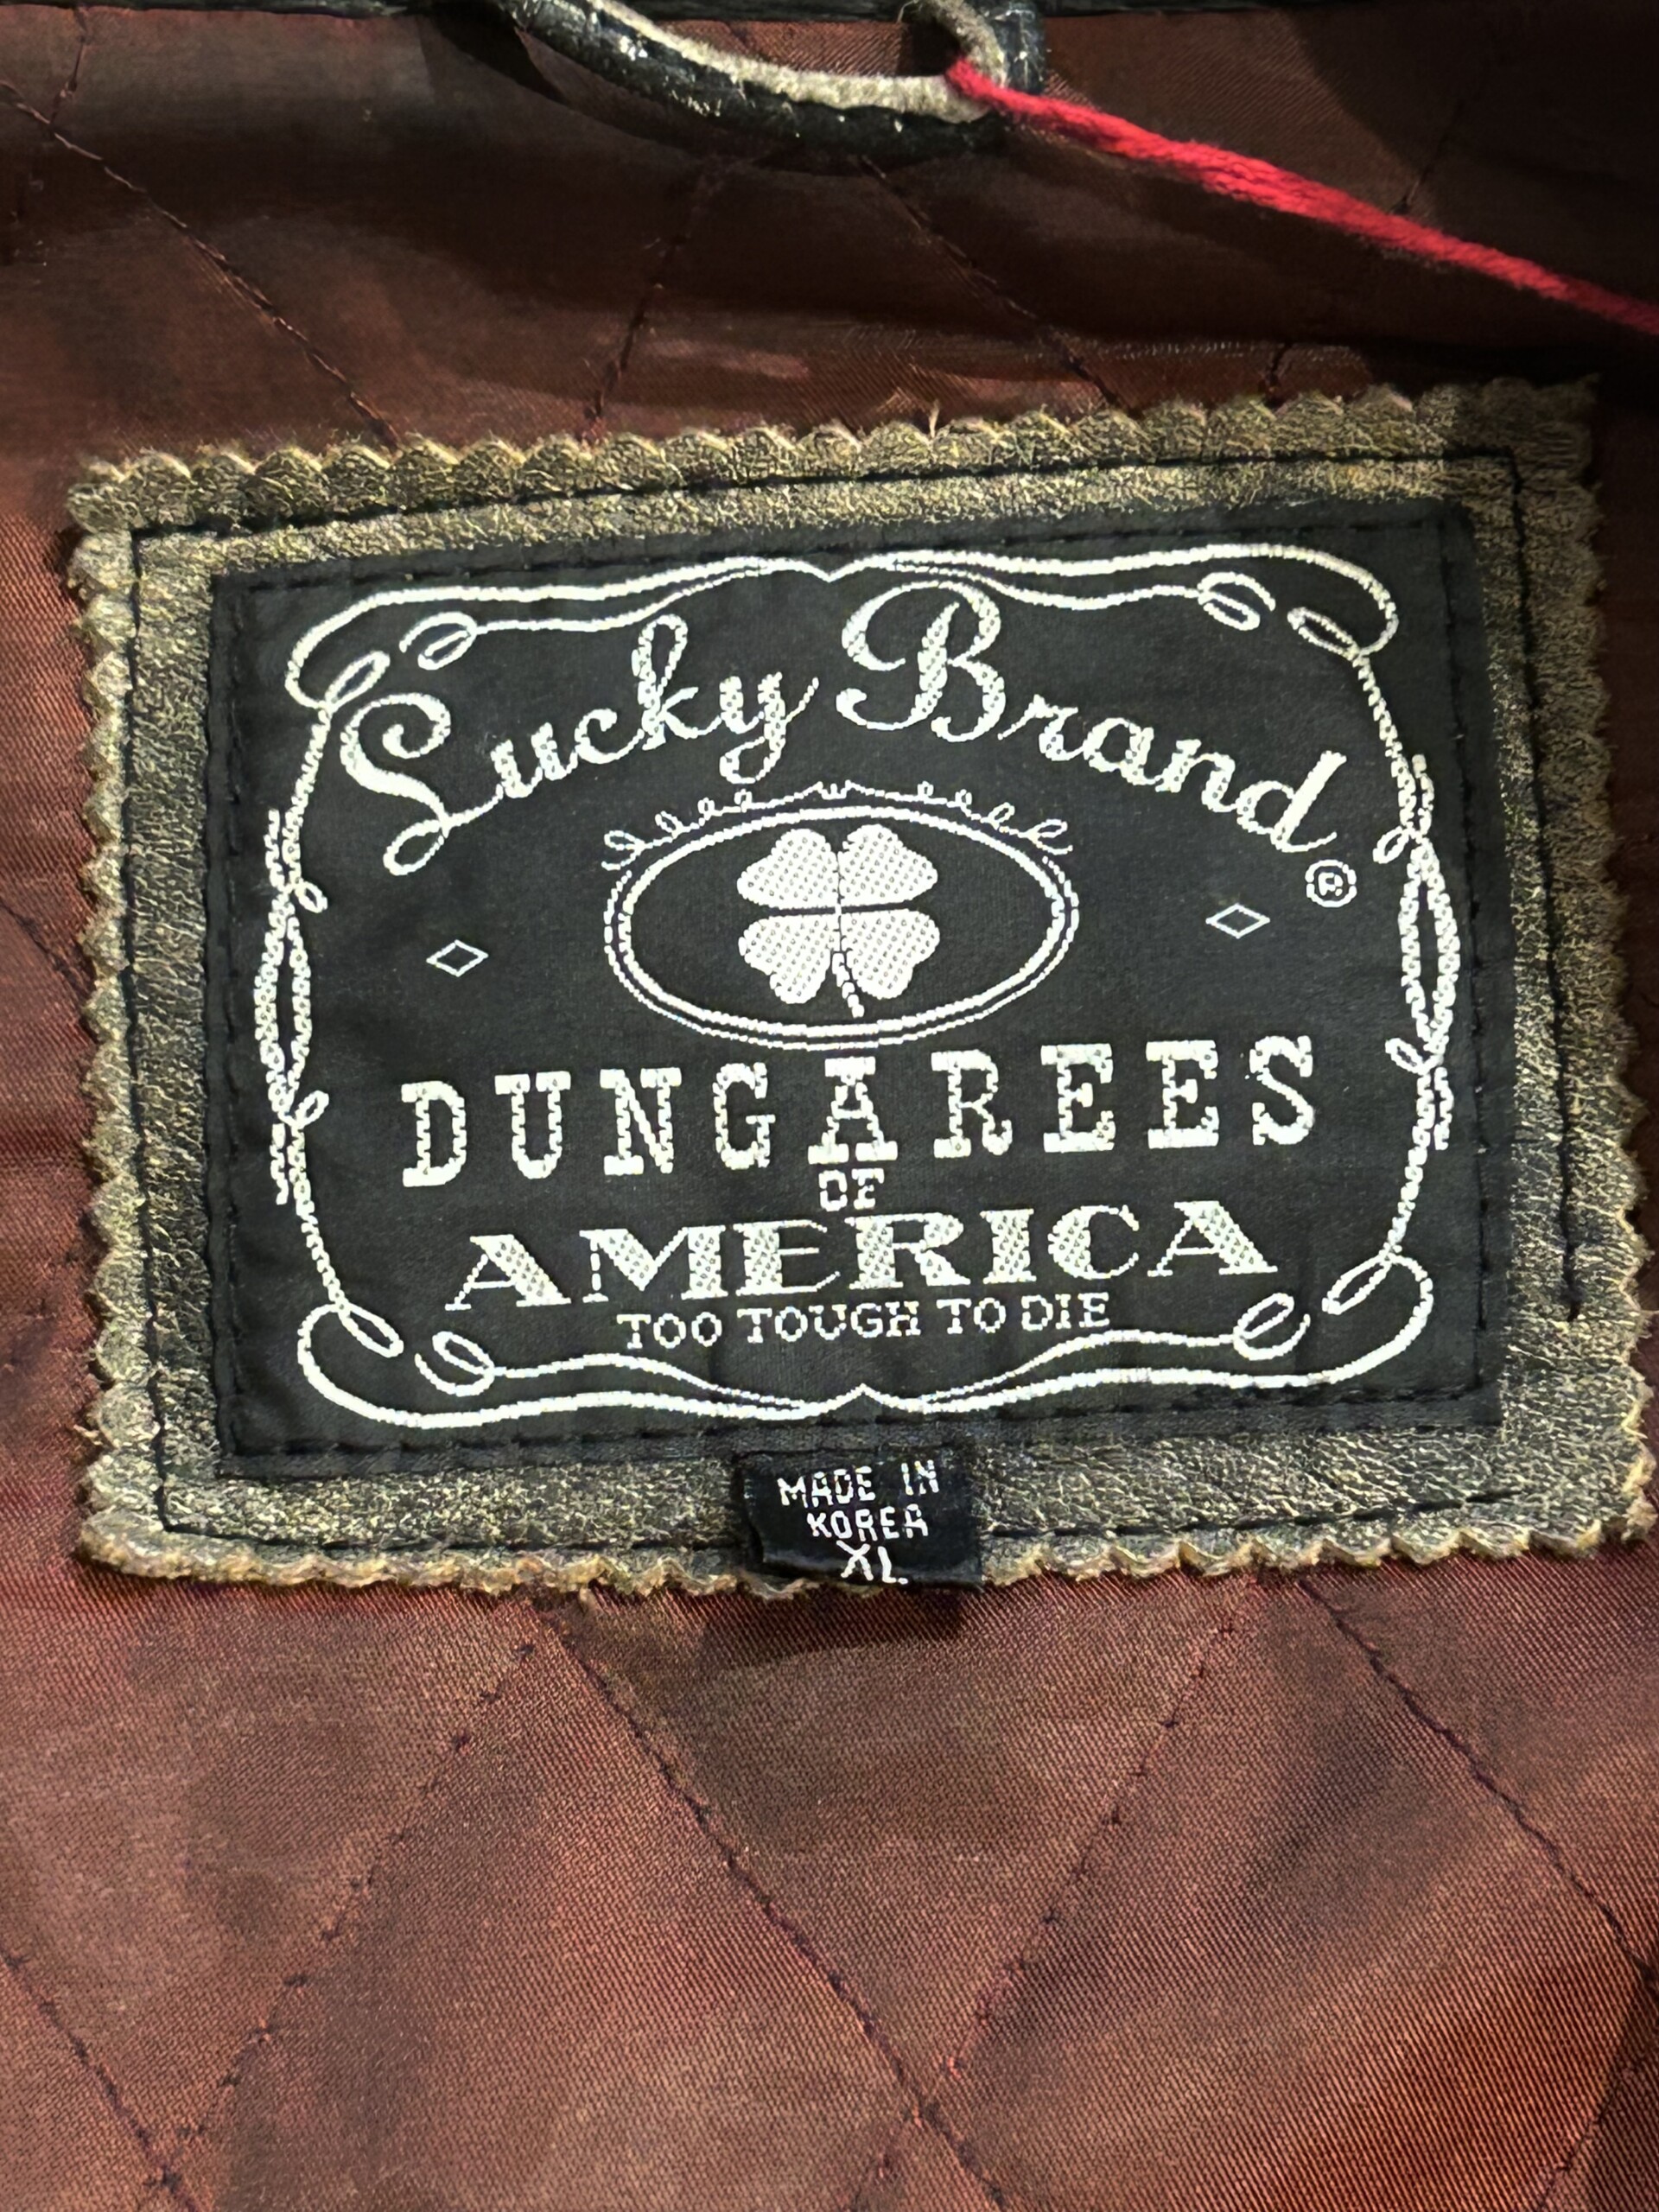 Lucky Brand®
DUNGAREES
OF
AMERICA
TOO TOUGH TO DIE
MADE IN
KOREA
XL